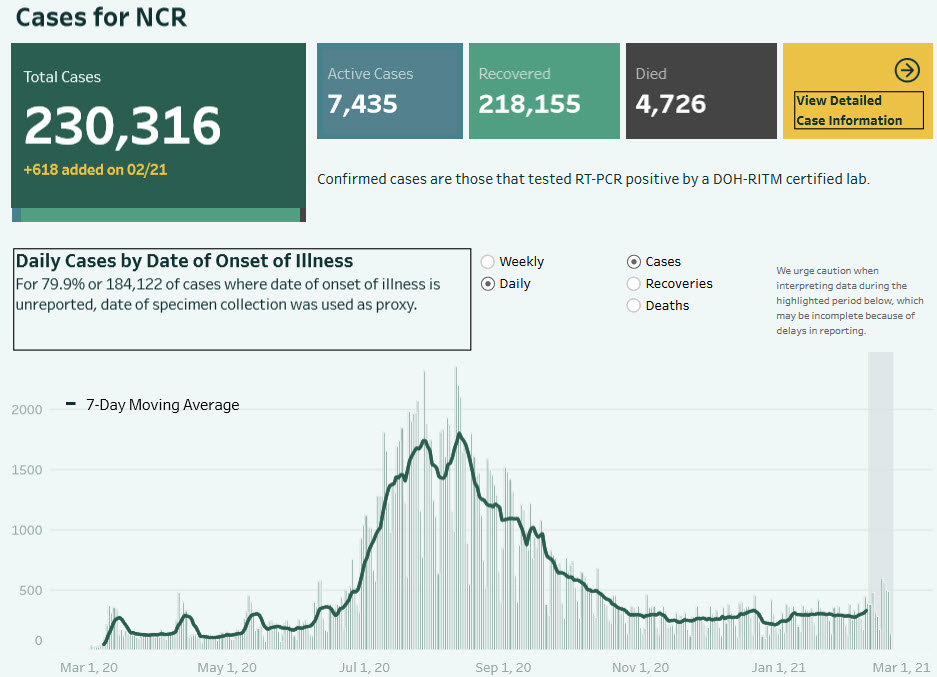 Cases for NCR
Total Cases
230,316
+618 added on 02/21
Active Cases
7,435
Recovered
218,155
Died
4,726
View Detailed
Case Information
Confirmed cases are those that tested RT-PCR positive by a DOH-RITM certified lab.
Daily Cases by Date of Onset of Illness
For 79.9% or 184,122 of cases where date of onset of illness is
unreported, date of specimen collection was used as proxy.
Weekly
Daily
Cases
Recoveries
Deaths
We urge caution when
interpreting data during the
highlighted period below, which
may be incomplete because of
delays in reporting.
7-Day Moving Average
2000
1500
1000
500
0
Mar 1, 20
May 1, 20
Jul 1, 20
Sep 1, 20
Nov 1, 20
Jan 1, 21
Mar 1, 21